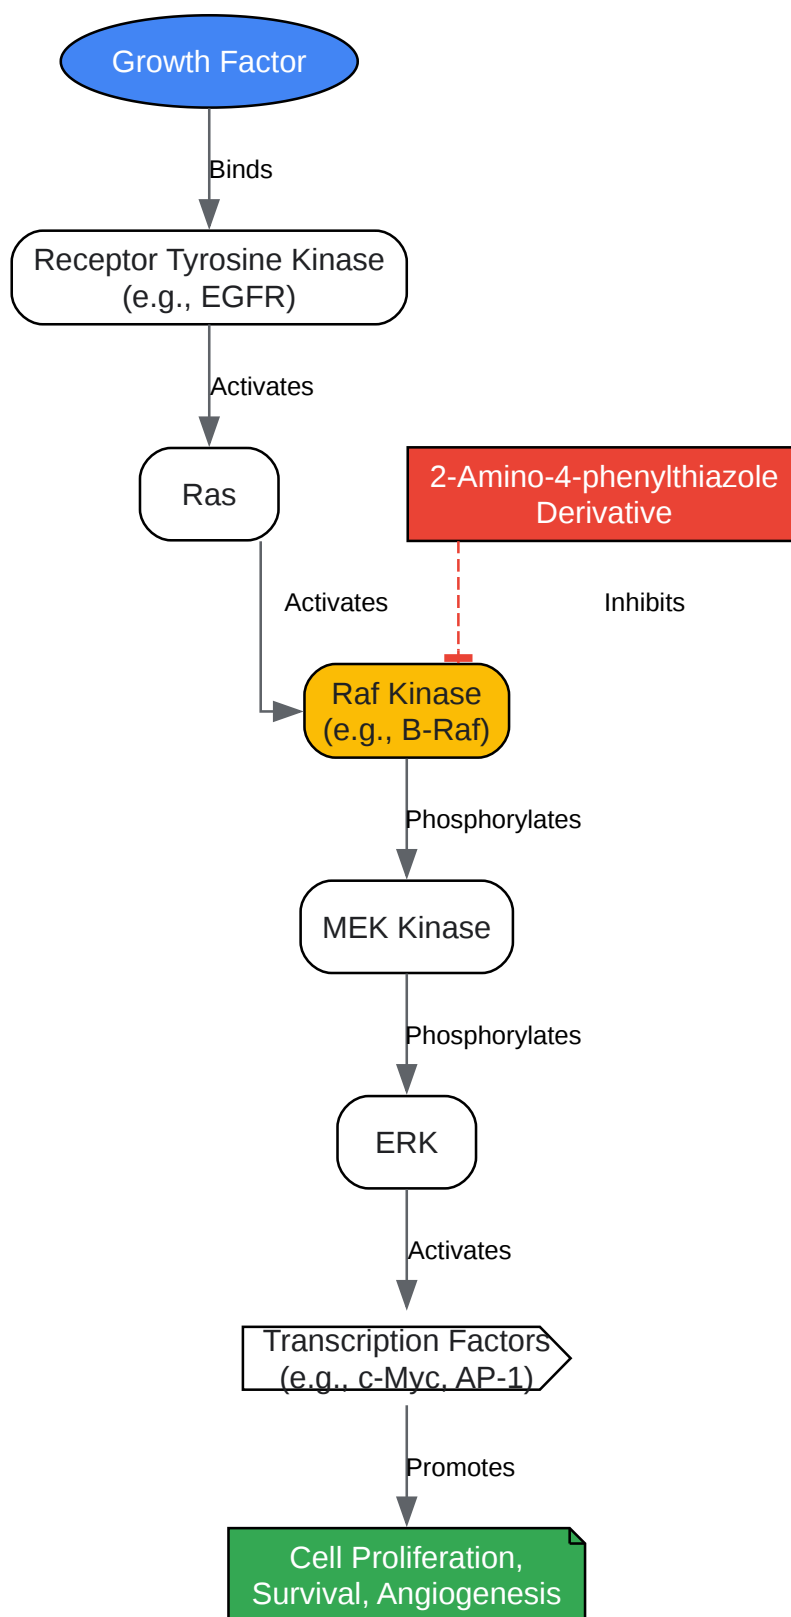 Growth Factor
Binds
Receptor Tyrosine Kinase
(e.g., EGFR)
Activates
Ras
2-Amino-4-phenylthiazole
Derivative
Activates
Inhibits
Raf Kinase
(e.g., B-Raf)
Phosphorylates
MEK Kinase
Phosphorylates
ERK
Activates
Transcription Factors
(e.g., c-Myc, AP-1)
Promotes
Cell Proliferation,
Survival, Angiogenesis